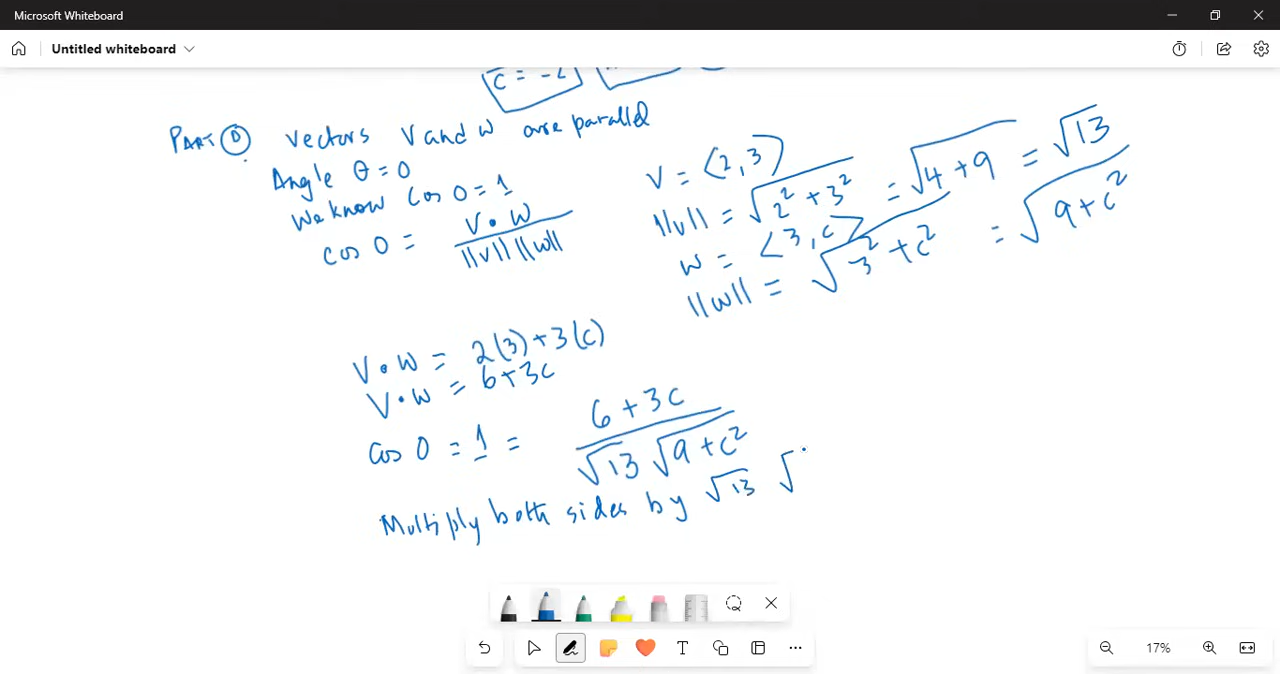 Microsoft Whiteboard
Untitled whiteboard
c = -2
PART D Vectors V and W are parallel
Angle θ = 0
We know Cos 0 = 1
cos 0 = V • W / ||V|| ||W||
V = <2, 3>
||V|| = √2² + 3² = √4 + 9 = √13
W = <3, c>
||W|| = √3² + c² = √9 + c²
V • W = 2(3) + 3(c)
V • W = 6 + 3c
cos 0 = 1 = 6 + 3c / √13 √9 + c²
Multiply both sides by √13 √
17%